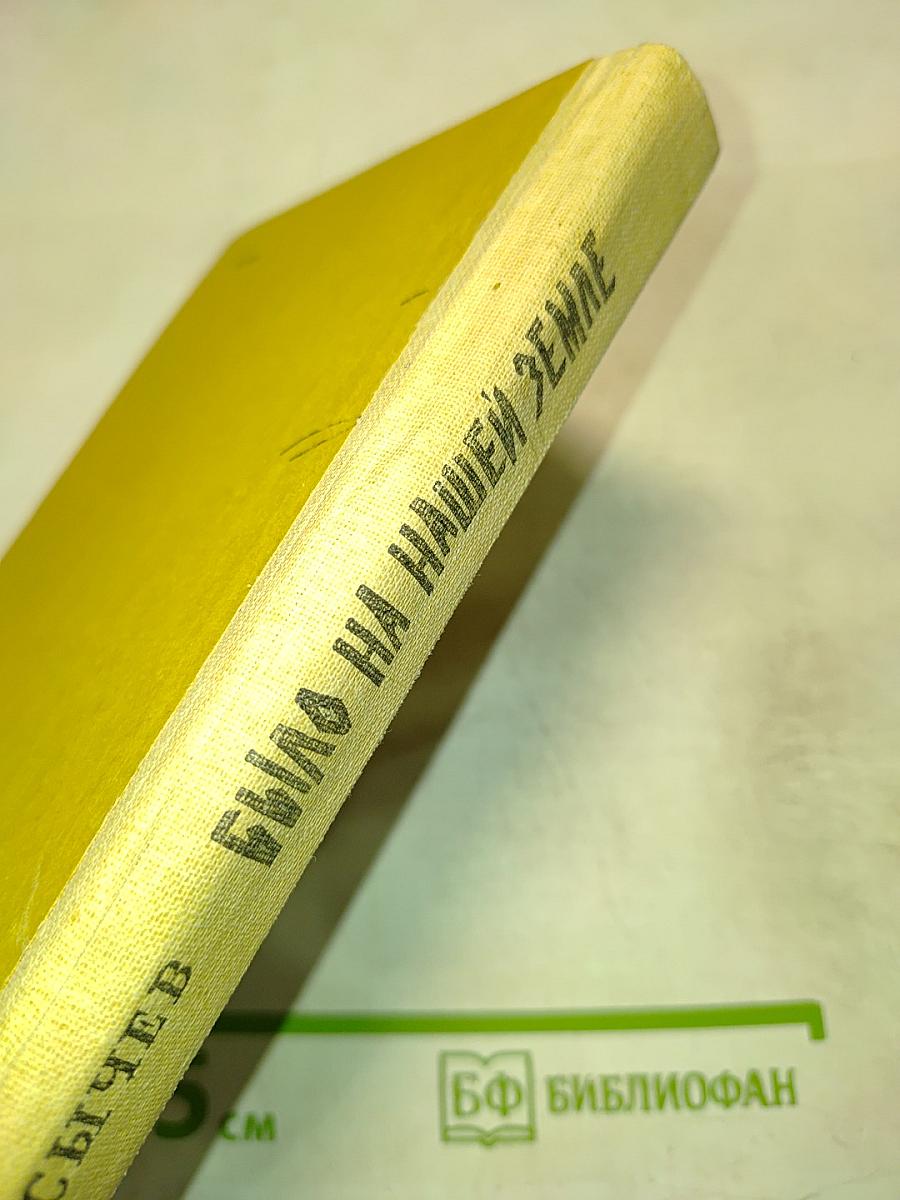 СЫЧЕВ
БЫЛО НА НАШЕЙ ЗЕМЛЕ
см
БФ БИБЛИОФАН